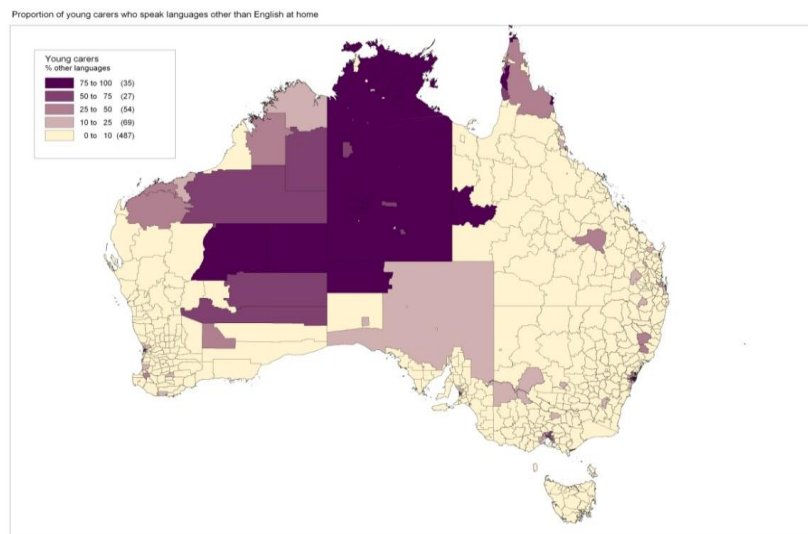 Proportion of young carers who speak languages other than English at home
Young carers
% other languages
75 to 100 (35)
50 to 75 (27)
25 to 50 (54)
10 to 25 (69)
0 to 10 (487)